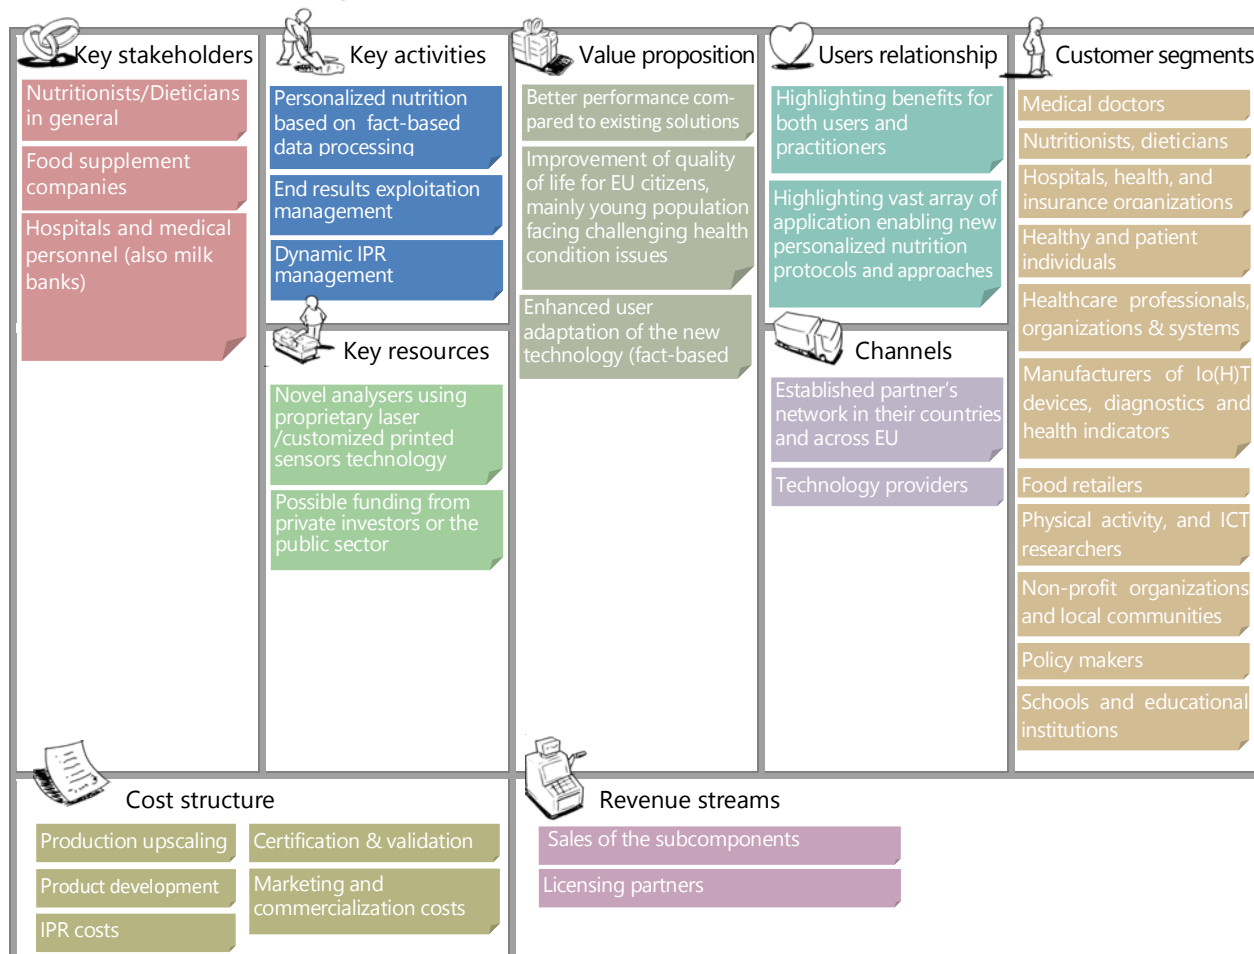 Key stakeholders
Nutritionists/Dieticians
in general
Food supplement
companies
Hospitals and medical
personnel (also milk
banks)
Key activities
Personalized nutrition
based on fact-based
data processing
End results exploitation
management
Dynamic IPR
management
Key resources
Novel analysers using
proprietary laser
/customized printed
sensors technology
Possible funding from
private investors or the
public sector
Value proposition
Better performance com-
pared to existing solutions
Improvement of quality
of life for EU citizens,
mainly young population
facing challenging health
condition issues
Enhanced user
adaptation of the new
technology (fact-based
Users relationship
Highlighting benefits for
both users and
practitioners
Highlighting vast array of
application enabling new
personalized nutrition
protocols and approaches
Channels
Established partner's
network in their countries
and across EU
Technology providers
Customer segments
Medical doctors
Nutritionists, dieticians
Hospitals, health, and
insurance organizations
Healthy and patient
individuals
Healthcare professionals,
organizations & systems
Manufacturers of Io(H)T
devices, diagnostics and
health indicators
Food retailers
Physical activity, and ICT
researchers
Non-profit organizations
and local communities
Policy makers
Schools and educational
institutions
Cost structure
Production upscaling
Product development
IPR costs
Certification & validation
Marketing and
commercialization costs
Revenue streams
Sales of the subcomponents
Licensing partners